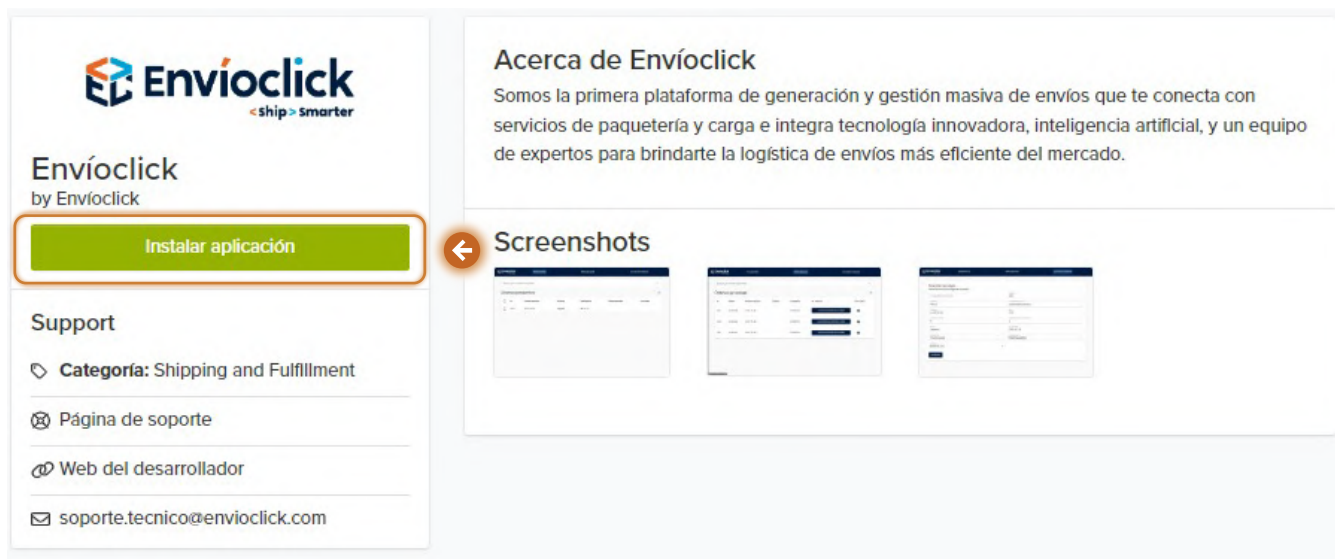 Envíoclick
<Ship> Smarter
Envíoclick
by Envíoclick
Instalar aplicación
Support
Categoría: Shipping and Fulfillment
Página de soporte
Web del desarrollador
soporte.tecnico@envioclick.com
Acerca de Envíoclick
Somos la primera plataforma de generación y gestión masiva de envíos que te conecta con
servicios de paquetería y carga e integra tecnología innovadora, inteligencia artificial, y un equipo
de expertos para brindarte la logística de envíos más eficiente del mercado.
Screenshots